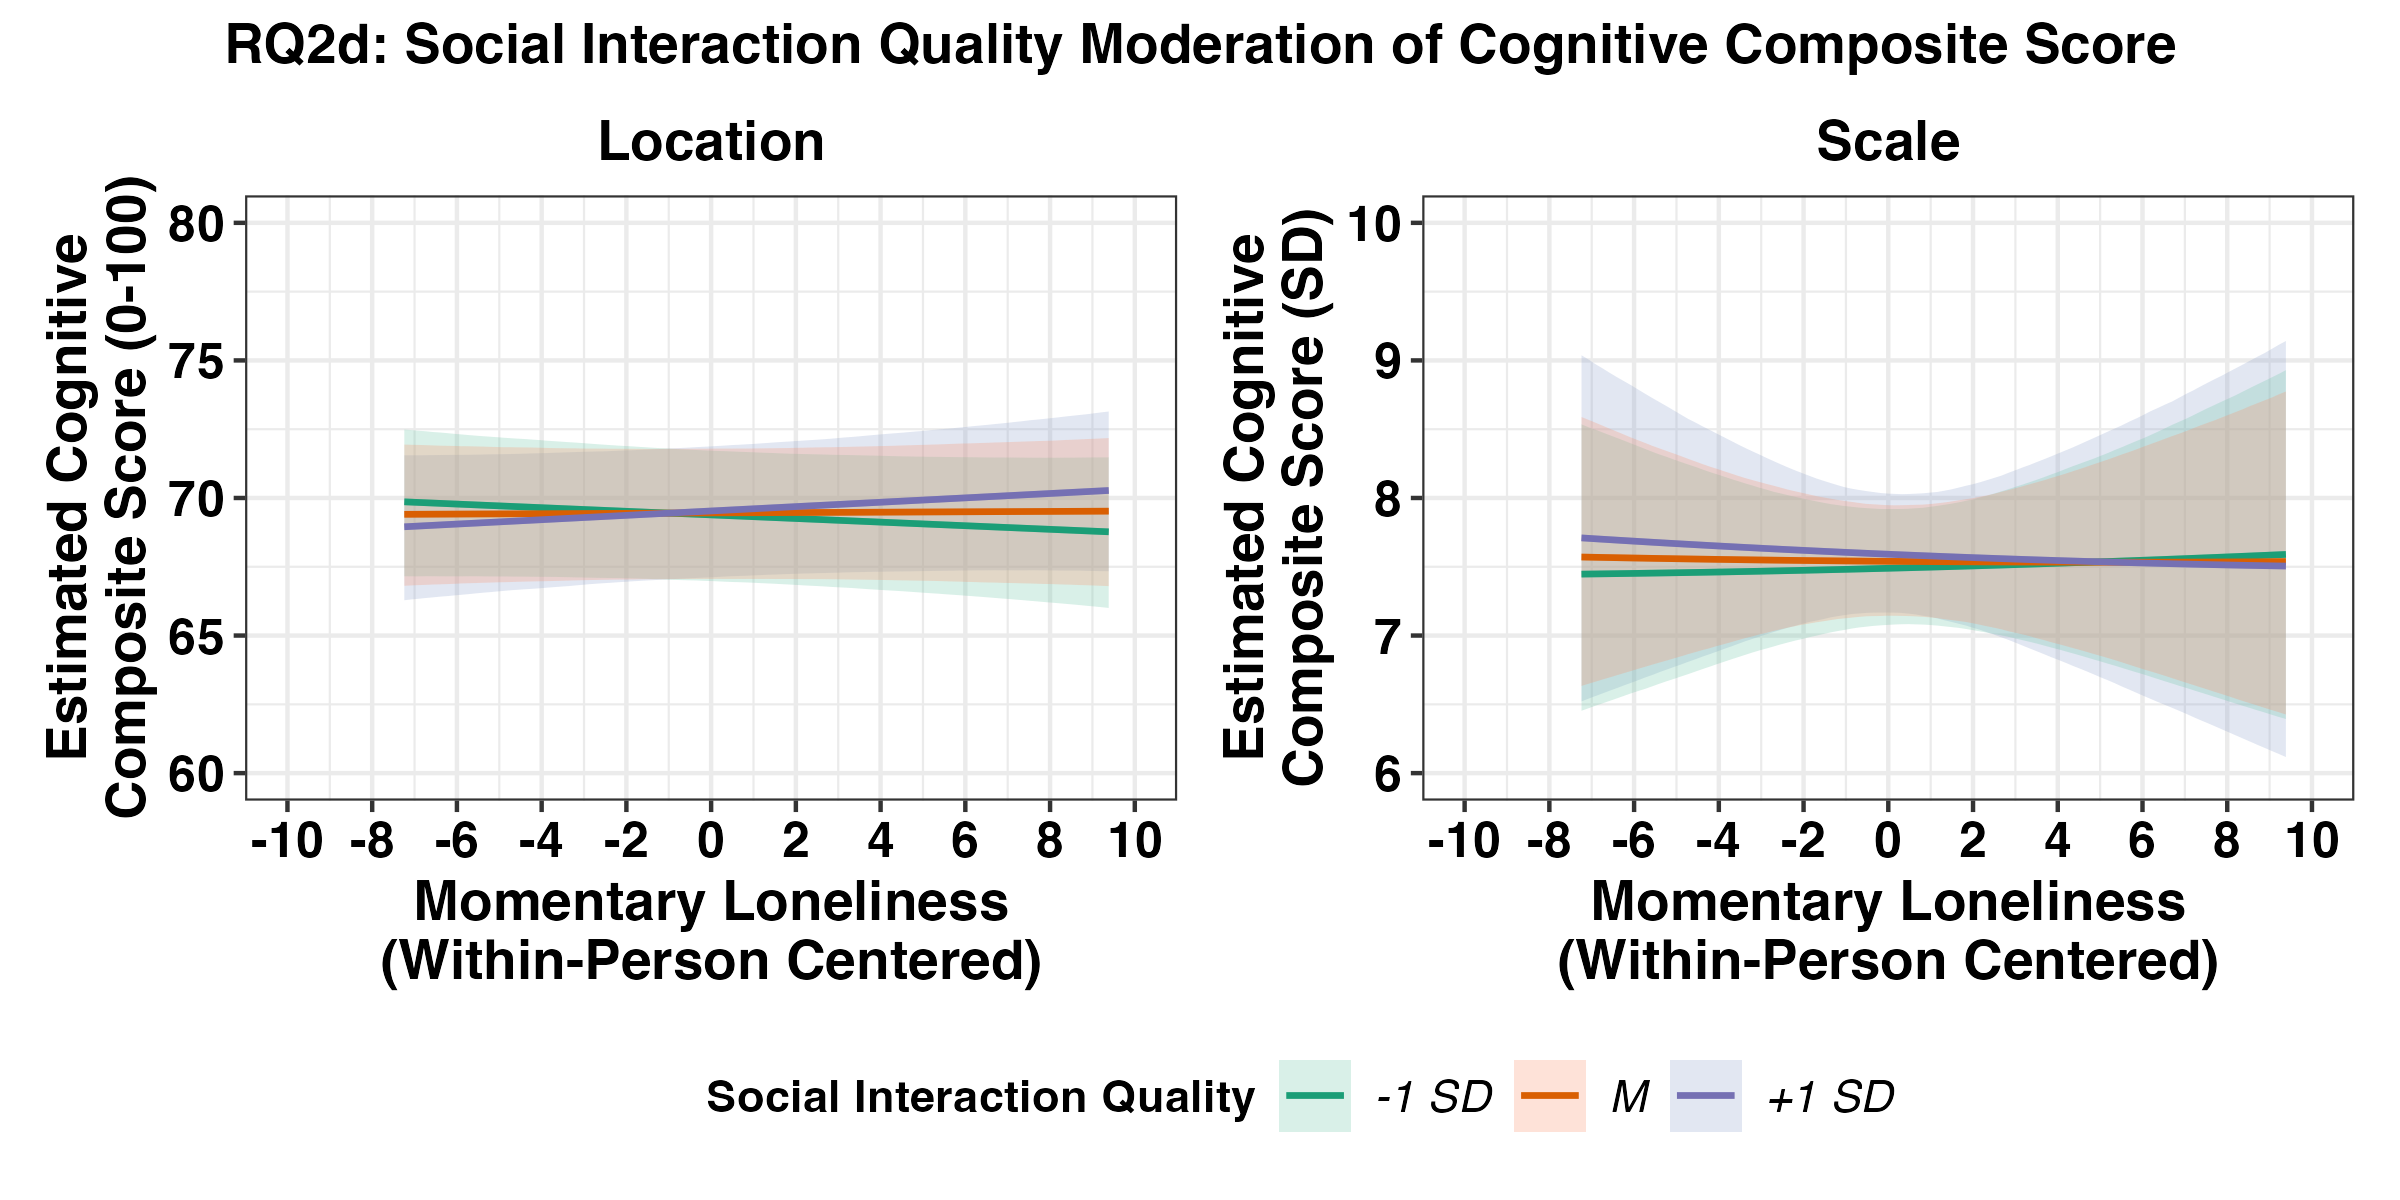 RQ2d: Social Interaction Quality Moderation of Cognitive Composite Score
Location
Estimated Cognitive
Composite Score (0-100)
80
75
70
65
60
-10 -8 -6 -4 -2 0 2 4 6 8 10
Momentary Loneliness
(Within-Person Centered)
Scale
Estimated Cognitive
Composite Score (SD)
10
9
8
7
6
-10 -8 -6 -4 -2 0 2 4 6 8 10
Momentary Loneliness
(Within-Person Centered)
Social Interaction Quality -1 SD M +1 SD